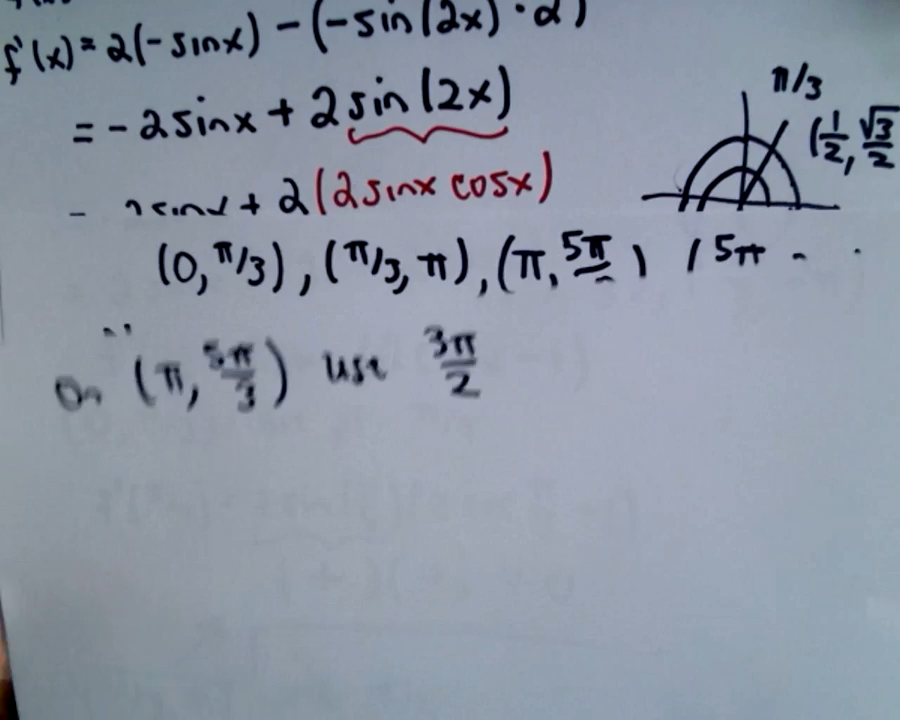 f'(x) = 2(-sinx) - (-sin(2x) · 2)
= -2sinx + 2sin(2x)
π/3
(1/2, √3/2
+ 2(2sinx cosx)
(0, π/3), (π/3, π), (π, 5π ) ( 5π
On (π, 5π/3) use 3π/2